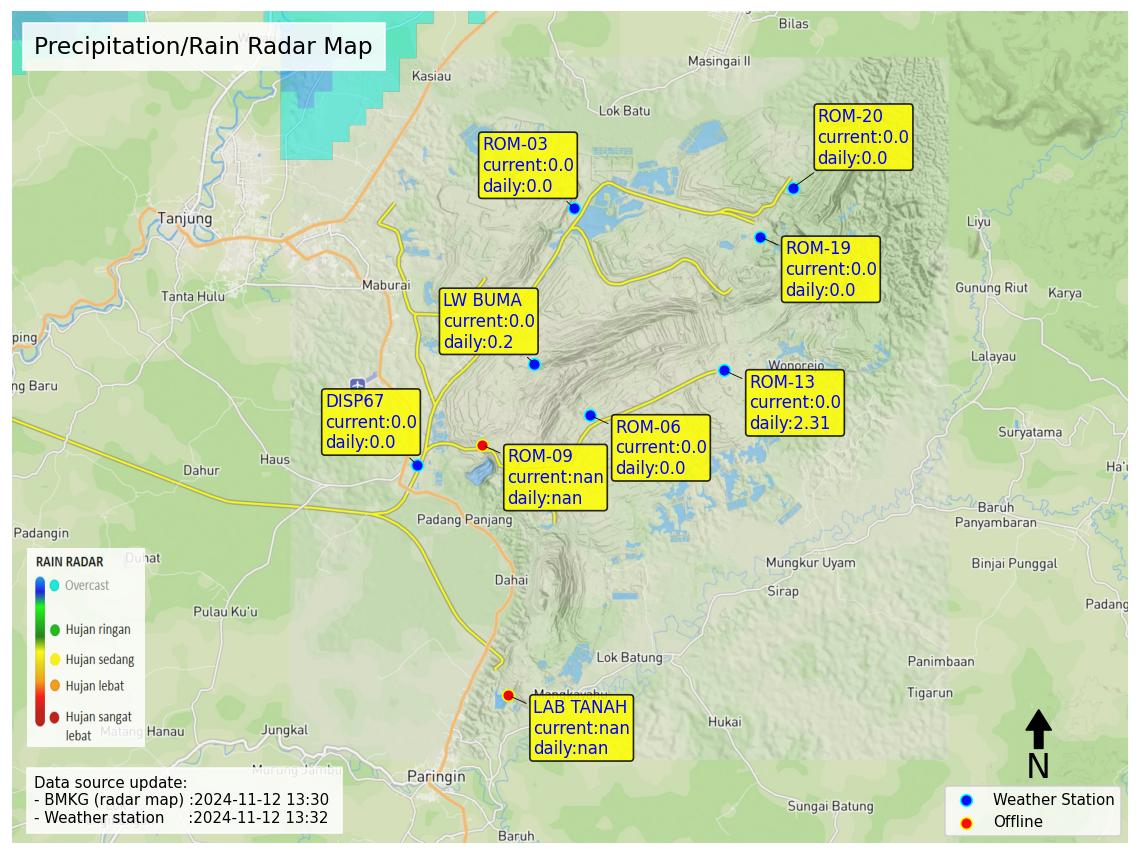 Precipitation/Rain Radar Map
Bilas
Masingai II
Kasiau
Lok Batu
ROM-20
current:0.0
daily:0.0
ROM-03
current:0.0
daily:0.0
Tanjung
Liyu
ROM-19
current:0.0
daily:0.0
Maburai
Tanta Hulu
Gunung Riut
Karya
LW BUMA
current:0.0
daily:0.2
ping
Lalayau
Wonorejo
ng Baru
ROM-13
current:0.0
daily:2.31
DISP67
current:0.0
daily:0.0
ROM-06
current:0.0
daily:0.0
Suryatama
ROM-09
current:nan
daily:nan
Haus
Dahur
Ha'u
Padang Panjang
Baruh
Panyambaran
Padangin
Duhat
Mungkur Uyam
Binjai Punggal
RAIN RADAR
Overcast
Hujan ringan
Hujan sedang
Hujan lebat
Hujan sangat
lebat
Dahai
Sirap
Padang
Pulau Ku'u
Lok Batung
Panimbaan
Tigarun
Mangkayahu
LAB TANAH
current:nan
daily:nan
Hukai
Matang Hanau
Jungkal
Murung Jambu
Paringin
N
Data source update:
- BMKG (radar map) :2024-11-12 13:30
- Weather station :2024-11-12 13:32
Sungai Batung
Baruh
Weather Station
Offline